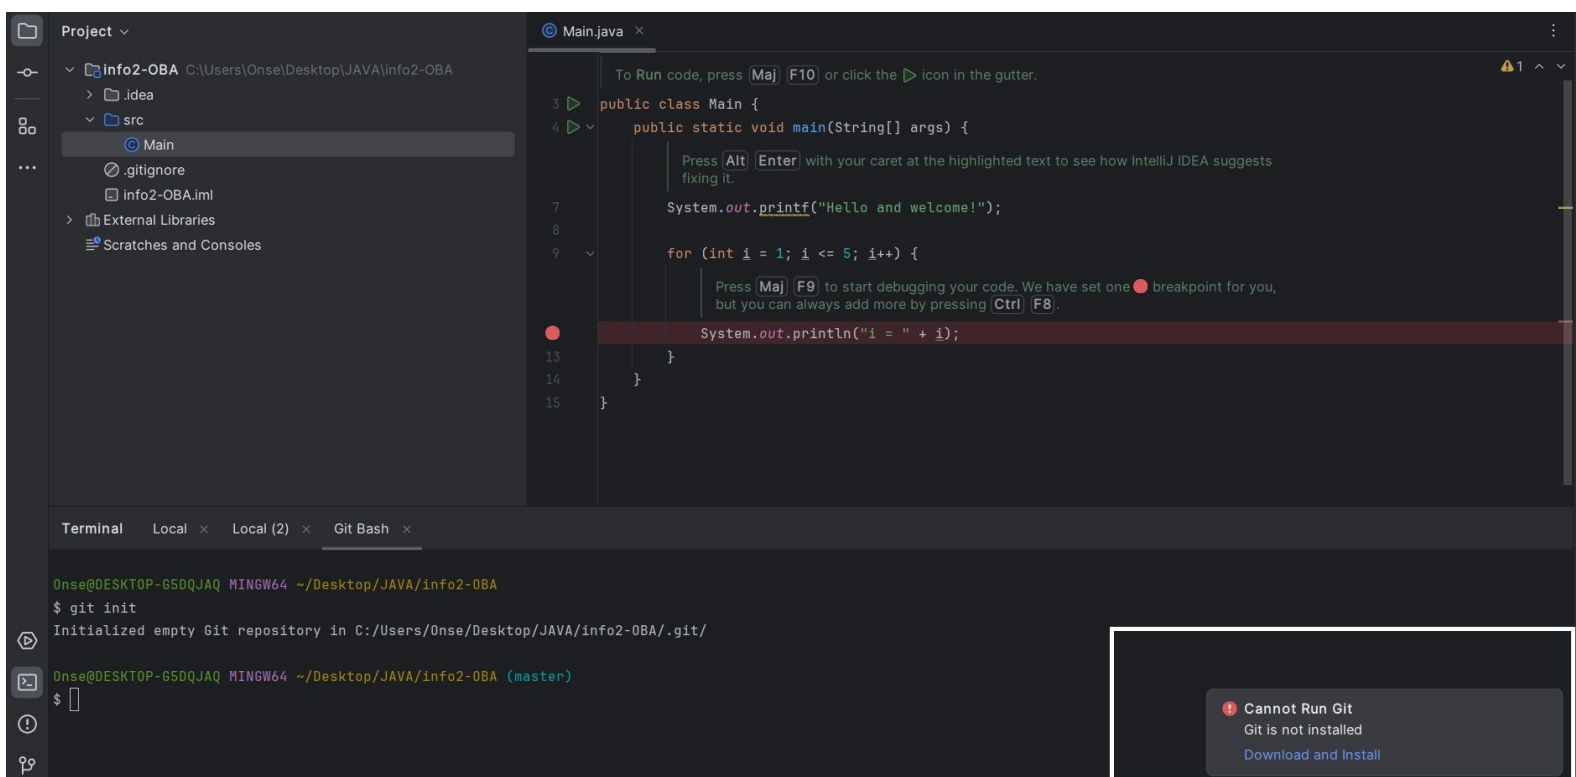 Project
Main.java
info2-OBA C:\Users\Onse\Desktop\JAVA\info2-OBA
.idea
src
Main
.gitignore
info2-OBA.iml
External Libraries
Scratches and Consoles
To Run code, press Maj F10 or click the icon in the gutter.
1
3 public class Main {
4 public static void main(String[] args) {
Press Alt Enter with your caret at the highlighted text to see how IntelliJ IDEA suggests
fixing it.
7 System.out.printf("Hello and welcome!");
8
9 for (int i = 1; i <= 5; i++) {
Press Maj F9 to start debugging your code. We have set one breakpoint for you,
but you can always add more by pressing Ctrl F8.
System.out.println("i = " + i);
13 }
14 }
15 }
Terminal Local Local (2) Git Bash
Onse@DESKTOP-G5DQJAQ MINGW64 ~/Desktop/JAVA/info2-OBA
$ git init
Initialized empty Git repository in C:/Users/Onse/Desktop/JAVA/info2-OBA/.git/
Onse@DESKTOP-G5DQJAQ MINGW64 ~/Desktop/JAVA/info2-OBA (master)
$
Cannot Run Git
Git is not installed
Download and Install